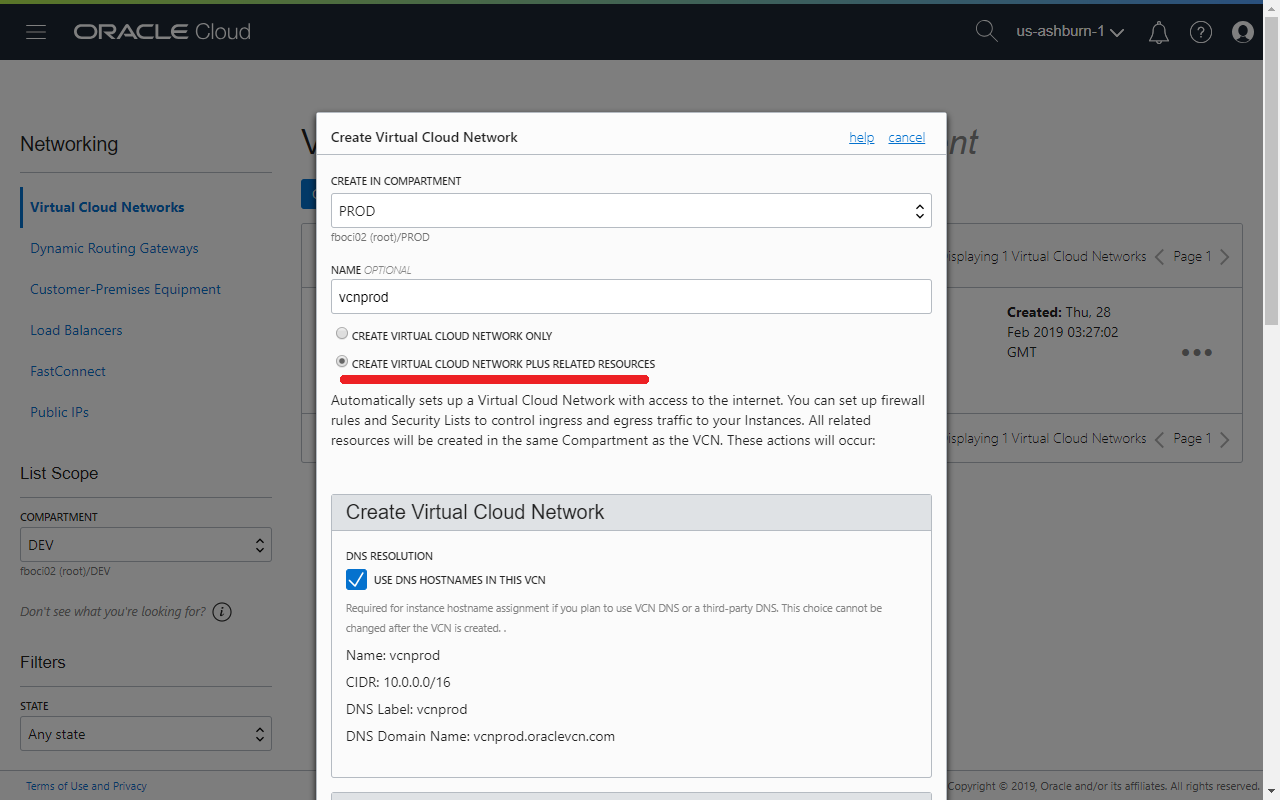 ORACLE Cloud
us-ashburn-1
Networking
Virtual Cloud Networks
Dynamic Routing Gateways
Customer-Premises Equipment
Load Balancers
FastConnect
Public IPs
List Scope
COMPARTMENT
DEV
fboci02 (root)/DEV
Don't see what you're looking for?
Filters
STATE
Any state
Create Virtual Cloud Network
help
cancel
CREATE IN COMPARTMENT
PROD
fboci02 (root)/PROD
NAME OPTIONAL
vcnprod
CREATE VIRTUAL CLOUD NETWORK ONLY
CREATE VIRTUAL CLOUD NETWORK PLUS RELATED RESOURCES
Automatically sets up a Virtual Cloud Network with access to the internet. You can set up firewall
rules and Security Lists to control ingress and egress traffic to your Instances. All related
resources will be created in the same Compartment as the VCN. These actions will occur:
Create Virtual Cloud Network
DNS RESOLUTION
USE DNS HOSTNAMES IN THIS VCN
Required for instance hostname assignment if you plan to use VCN DNS or a third-party DNS. This choice cannot be
changed after the VCN is created. .
Name: vcnprod
CIDR: 10.0.0.0/16
DNS Label: vcnprod
DNS Domain Name: vcnprod.oraclevcn.com
isplaying 1 Virtual Cloud Networks
Page 1
Created: Thu, 28
Feb 2019 03:27:02
GMT
isplaying 1 Virtual Cloud Networks
Page 1
Terms of Use and Privacy
Copyright © 2019, Oracle and/or its affiliates. All rights reserved.